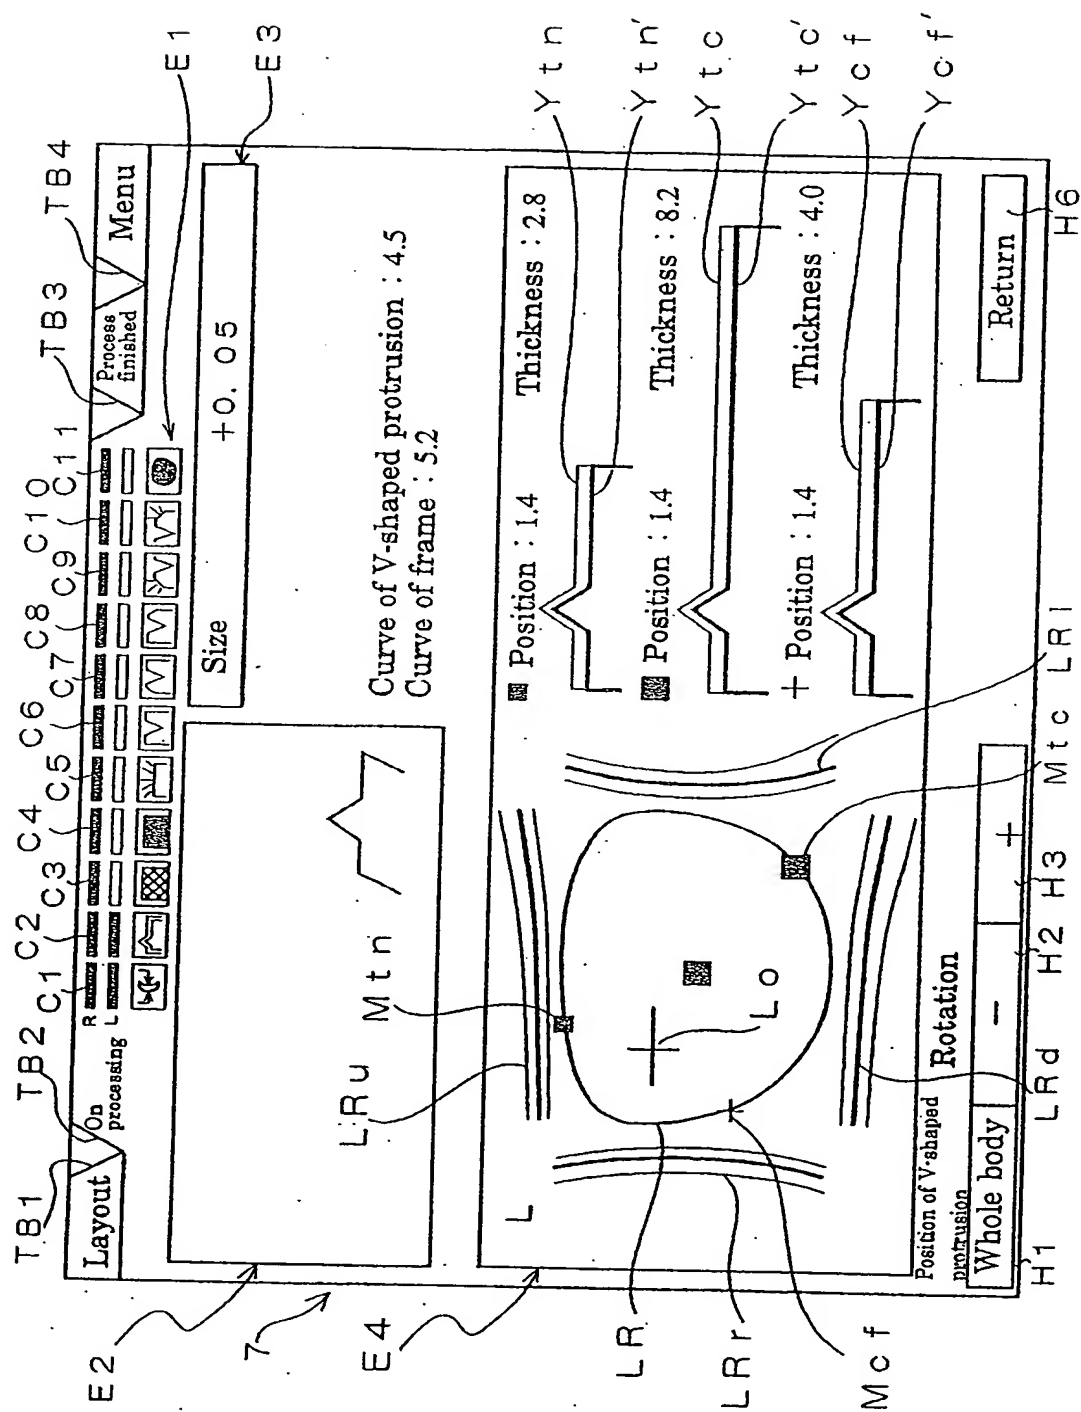 TB1
TB2
C1
C2
C3
C4
C5
C6
C7
C8
C9
C10
C11
TB3
TB4
E1
E3
Layout
On
processing
R
L
Process
finished
Menu
Size
+0.05
E2
7
E4
Curve of V-shaped protrusion : 4.5
Curve of frame : 5.2
L
LRu
Mtn
Position : 1.4
Thickness : 2.8
Position : 1.4
Thickness : 8.2
Position : 1.4
Thickness : 4.0
Ytn
Ytn'
Ytc
Ytc'
Ycf
Ycf'
Lo
LR
LRr
Mcf
Position of V-shaped
protrusion
Rotation
Whole body
−
+
Return
H1
LRd
H2
H3
Mtc
LRl
H6